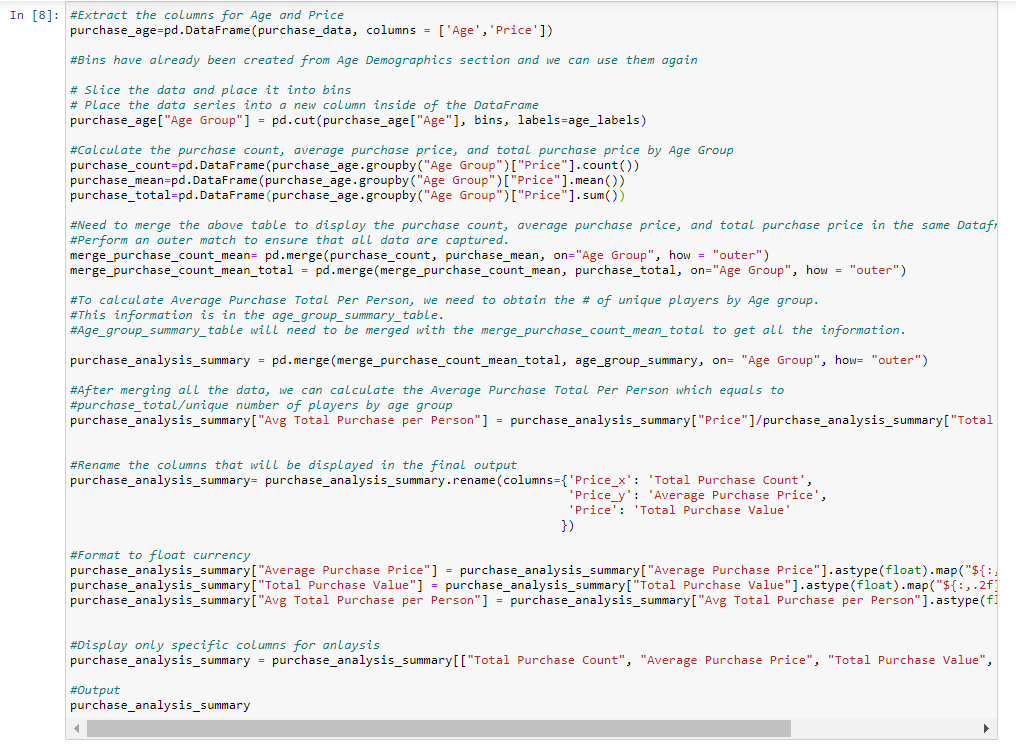 In [8]:
#Extract the columns for Age and Price
purchase_age=pd.DataFrame(purchase_data, columns = ['Age','Price'])
#Bins have already been created from Age Demographics section and we can use them again
# Slice the data and place it into bins
# Place the data series into a new column inside of the DataFrame
purchase_age["Age Group"] = pd.cut(purchase_age["Age"], bins, labels=age_labels)
#Calculate the purchase count, average purchase price, and total purchase price by Age Group
purchase_count=pd.DataFrame(purchase_age.groupby("Age Group")["Price"].count())
purchase_mean=pd.DataFrame(purchase_age.groupby("Age Group")["Price"].mean())
purchase_total=pd.DataFrame(purchase_age.groupby("Age Group")["Price"].sum())
#Need to merge the above table to display the purchase count, average purchase price, and total purchase price in the same Datafr
#Perform an outer match to ensure that all data are captured.
merge_purchase_count_mean= pd.merge(purchase_count, purchase_mean, on="Age Group", how = "outer")
merge_purchase_count_mean_total = pd.merge(merge_purchase_count_mean, purchase_total, on="Age Group", how = "outer")
#To calculate Average Purchase Total Per Person, we need to obtain the # of unique players by Age group.
#This information is in the age_group_summary_table.
#Age_group_summary_table will need to be merged with the merge_purchase_count_mean_total to get all the information.
purchase_analysis_summary = pd.merge(merge_purchase_count_mean_total, age_group_summary, on= "Age Group", how= "outer")
#After merging all the data, we can calculate the Average Purchase Total Per Person which equals to
#purchase_total/unique number of players by age group
purchase_analysis_summary["Avg Total Purchase per Person"] = purchase_analysis_summary["Price"]/purchase_analysis_summary["Total
#Rename the columns that will be displayed in the final output
purchase_analysis_summary= purchase_analysis_summary.rename(columns={'Price_x': 'Total Purchase Count',
'Price_y': 'Average Purchase Price',
'Price': 'Total Purchase Value'
})
#Format to float currency
purchase_analysis_summary["Average Purchase Price"] = purchase_analysis_summary["Average Purchase Price"].astype(float).map("${:,
purchase_analysis_summary["Total Purchase Value"] = purchase_analysis_summary["Total Purchase Value"].astype(float).map("${:,.2f}
purchase_analysis_summary["Avg Total Purchase per Person"] = purchase_analysis_summary["Avg Total Purchase per Person"].astype(fl
#Display only specific columns for anlaysis
purchase_analysis_summary = purchase_analysis_summary[["Total Purchase Count", "Average Purchase Price", "Total Purchase Value",
#Output
purchase_analysis_summary